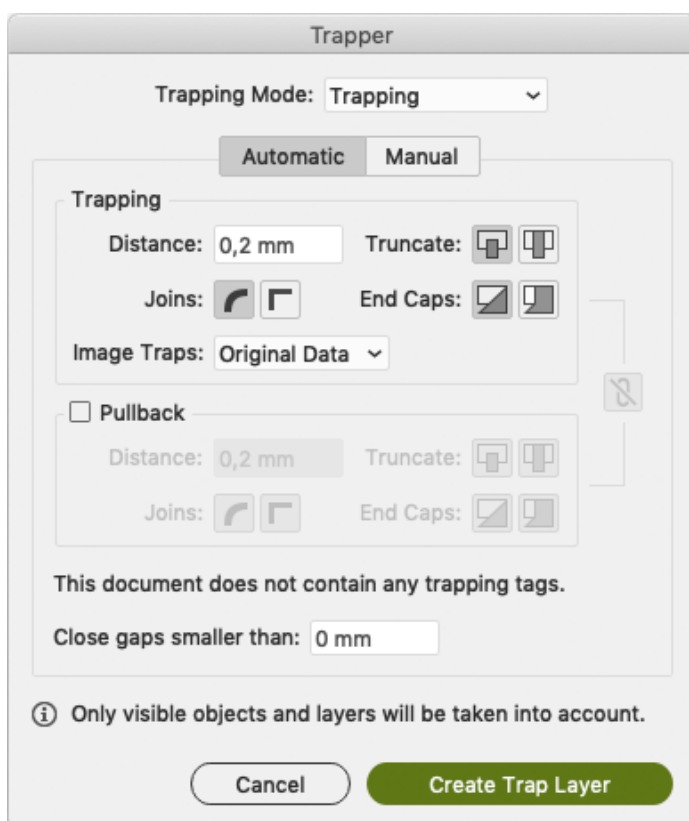 Trapper
Trapping Mode: Trapping
Automatic Manual
Trapping
Distance: 0,2 mm Truncate:
Joins: End Caps:
Image Traps: Original Data
Pullback
Distance: 0,2 mm Truncate:
Joins: End Caps:
This document does not contain any trapping tags.
Close gaps smaller than: 0 mm
Only visible objects and layers will be taken into account.
Cancel Create Trap Layer